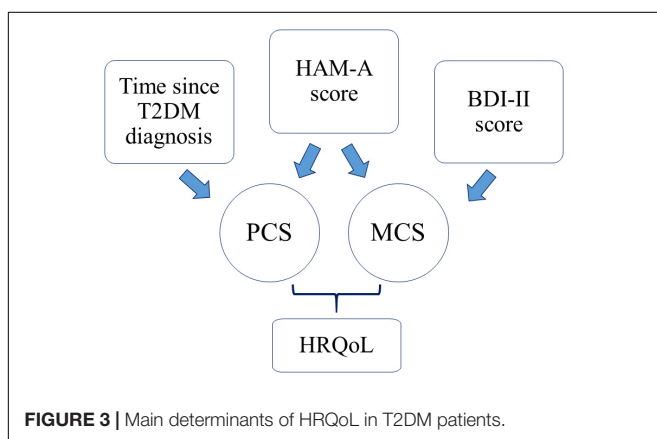 Time since
T2DM
diagnosis
HAM-A
score
BDI-II
score
PCS
MCS
HRQoL
FIGURE 3 | Main determinants of HRQoL in T2DM patients.